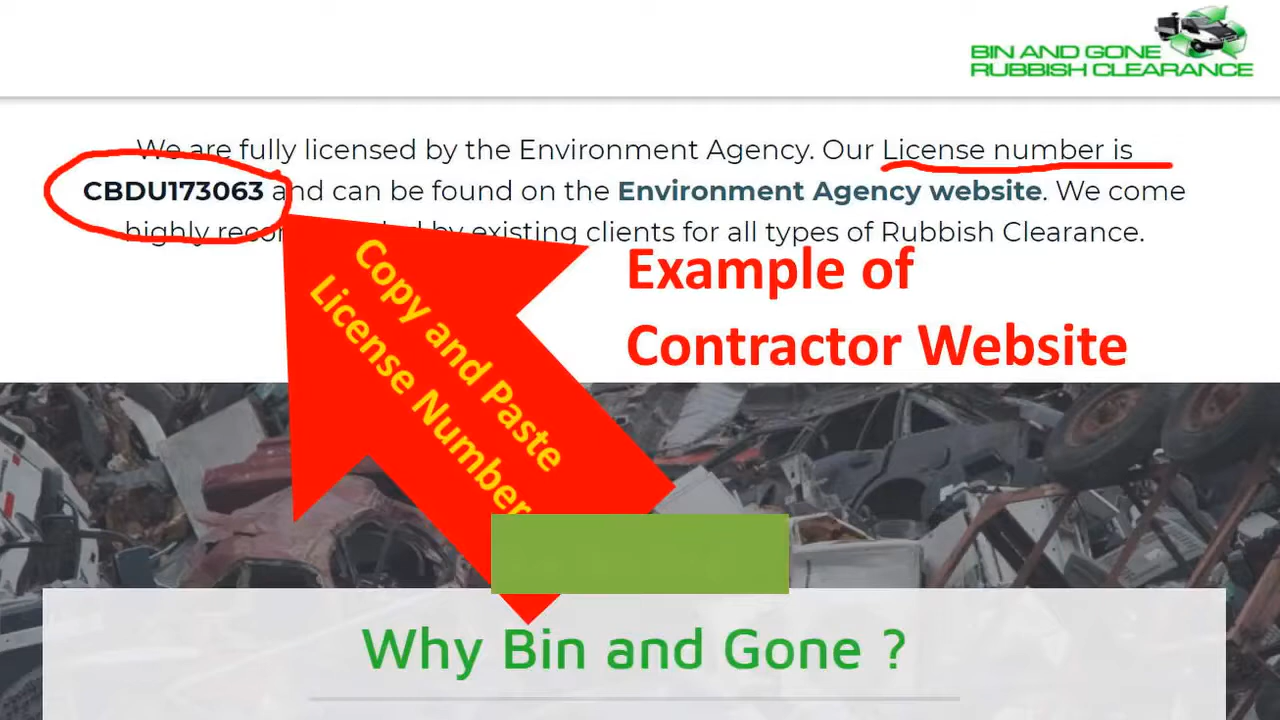 BIN AND GONE
RUBBISH CLEARANCE
We are fully licensed by the Environment Agency. Our License number is
CBDU173063 and can be found on the Environment Agency website. We come
highly by existing clients for all types of Rubbish Clearance.
Example of
Contractor Website
Copy and Paste
License Number
Why Bin and Gone ?